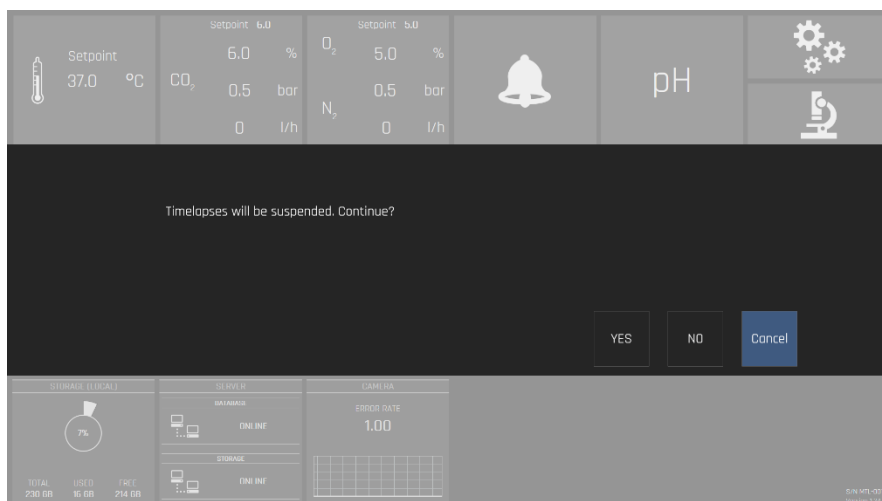 Setpoint
37.0 °C
Setpoint 6.0
CO₂
6.0 %
0.5 bar
0 l/h
Setpoint 5.0
O₂
5.0 %
N₂
0.5 bar
0 l/h
pH
Timelapses will be suspended. Continue?
YES NO Cancel
STORAGE (LOCAL)
7%
TOTAL USED FREE
230 GB 16 GB 214 GB
SERVER
DATABASE
ONLINE
STORAGE
ONLINE
CAMERA
ERROR RATE
1.00